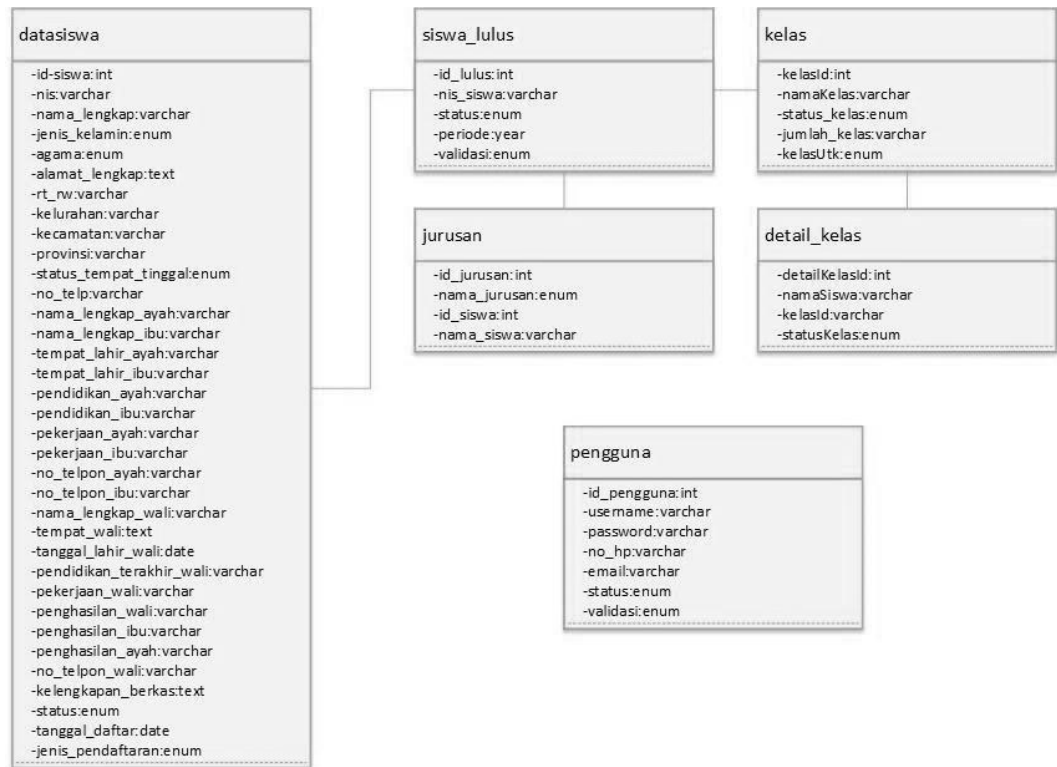 datasiswa
-id-siswa:int
-nis:varchar
-nama_lengkap:varchar
-jenis_kelamin:enum
-agama:enum
-alamat_lengkap:text
-rt_rw:varchar
-kelurahan:varchar
-kecamatan:varchar
-provinsi:varchar
-status_tempat_tinggal:enum
-no_telp:varchar
-nama_lengkap_ayah:varchar
-nama_lengkap_ibu:varchar
-tempat_lahir_ayah:varchar
-tempat_lahir_ibu:varchar
-pendidikan_ayah:varchar
-pendidikan_ibu:varchar
-pekerjaan_ayah:varchar
-pekerjaan_ibu:varchar
-no_telpon_ayah:varchar
-no_telpon_ibu:varchar
-nama_lengkap_wali:varchar
-tempat_wali:text
-tanggal_lahir_wali:date
-pendidikan_terakhir_wali:varchar
-pekerjaan_wali:varchar
-penghasilan_wali:varchar
-penghasilan_ibu:varchar
-penghasilan_ayah:varchar
-no_telpon_wali:varchar
-kelengkapan_berkas:text
-status:enum
-tanggal_daftar:date
-jenis_pendaftaran:enum
siswa_lulus
-id_lulus:int
-nis_siswa:varchar
-status:enum
-periode:year
-validasi:enum
kelas
-kelasId:int
-namaKelas:varchar
-status_kelas:enum
-jumlah_kelas:varchar
-kelasUtk:enum
jurusan
-id_jurusan:int
-nama_jurusan:enum
-id_siswa:int
-nama_siswa:varchar
detail_kelas
-detailKelasId:int
-namaSiswa:varchar
-kelasId:varchar
-statusKelas:enum
pengguna
-id_pengguna:int
-username:varchar
-password:varchar
-no_hp:varchar
-email:varchar
-status:enum
-validasi:enum